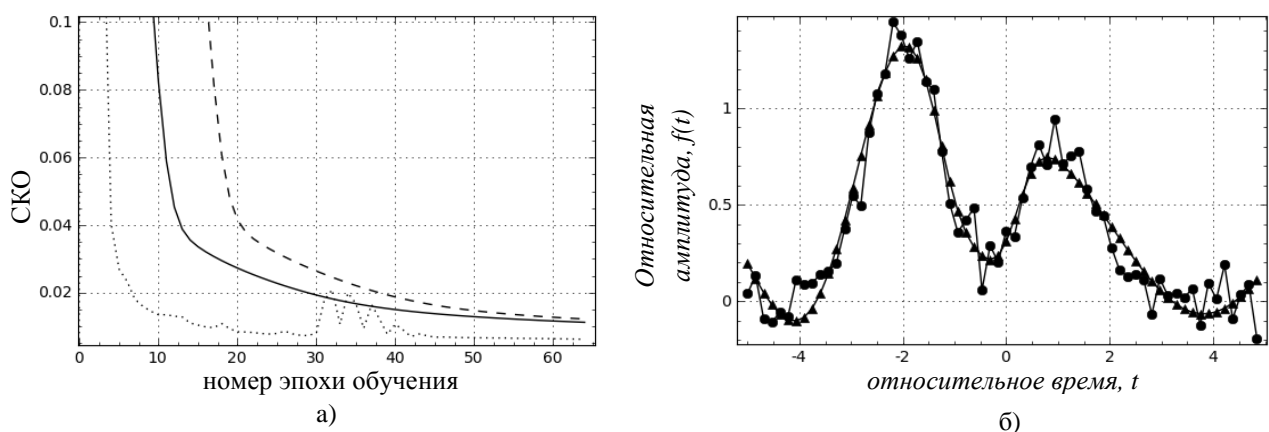 0.1
0.08
0.06
0.04
0.02
СКО
0 10 20 30 40 50 60
номер эпохи обучения
а)
1
0.5
0
Относительная
амплитуда, f(t)
-4 -2 0 2 4
относительное время, t
б)